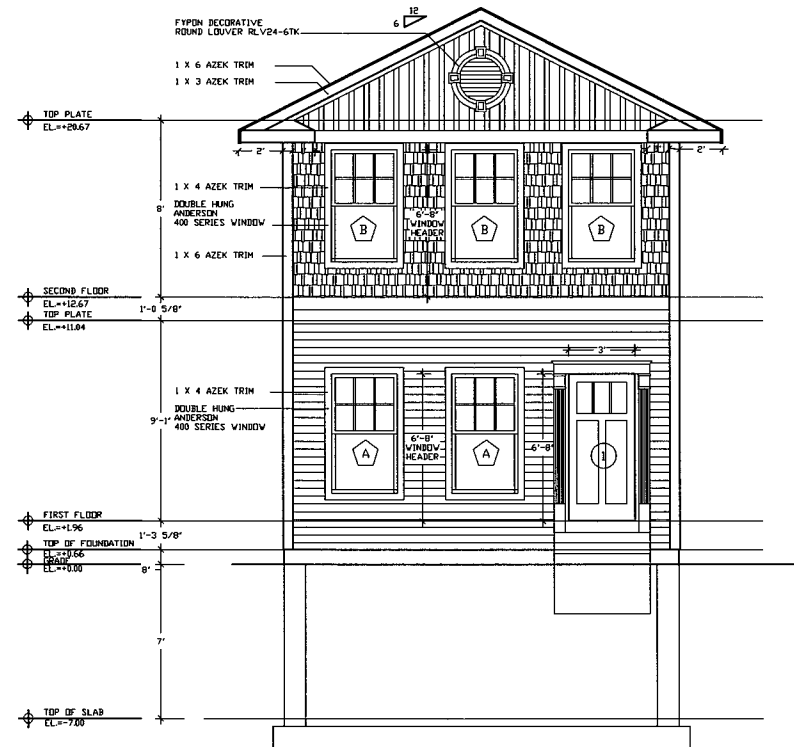 12
6
FYPON DECORATIVE
ROUND LOUVER RLV24-6TK
1 X 6 AZEK TRIM
1 X 3 AZEK TRIM
TOP PLATE
EL.=+20.67
2'
2'
1 X 4 AZEK TRIM
DOUBLE HUNG
ANDERSON
400 SERIES WINDOW
8'
6'-8"
WINDOW
HEADER
B
B
B
1 X 6 AZEK TRIM
SECOND FLOOR
EL.=+12.67
1'-0 5/8"
TOP PLATE
EL.=+11.04
3'
1 X 4 AZEK TRIM
DOUBLE HUNG
ANDERSON
400 SERIES WINDOW
9'-1"
6'-8"
WINDOW
HEADER
6'-8"
A
A
1
FIRST FLOOR
EL.=+1.96
1'-3 5/8"
TOP OF FOUNDATION
EL.=+0.66
GRADE
EL.=+0.00
8"
7'
TOP OF SLAB
EL.=-7.00